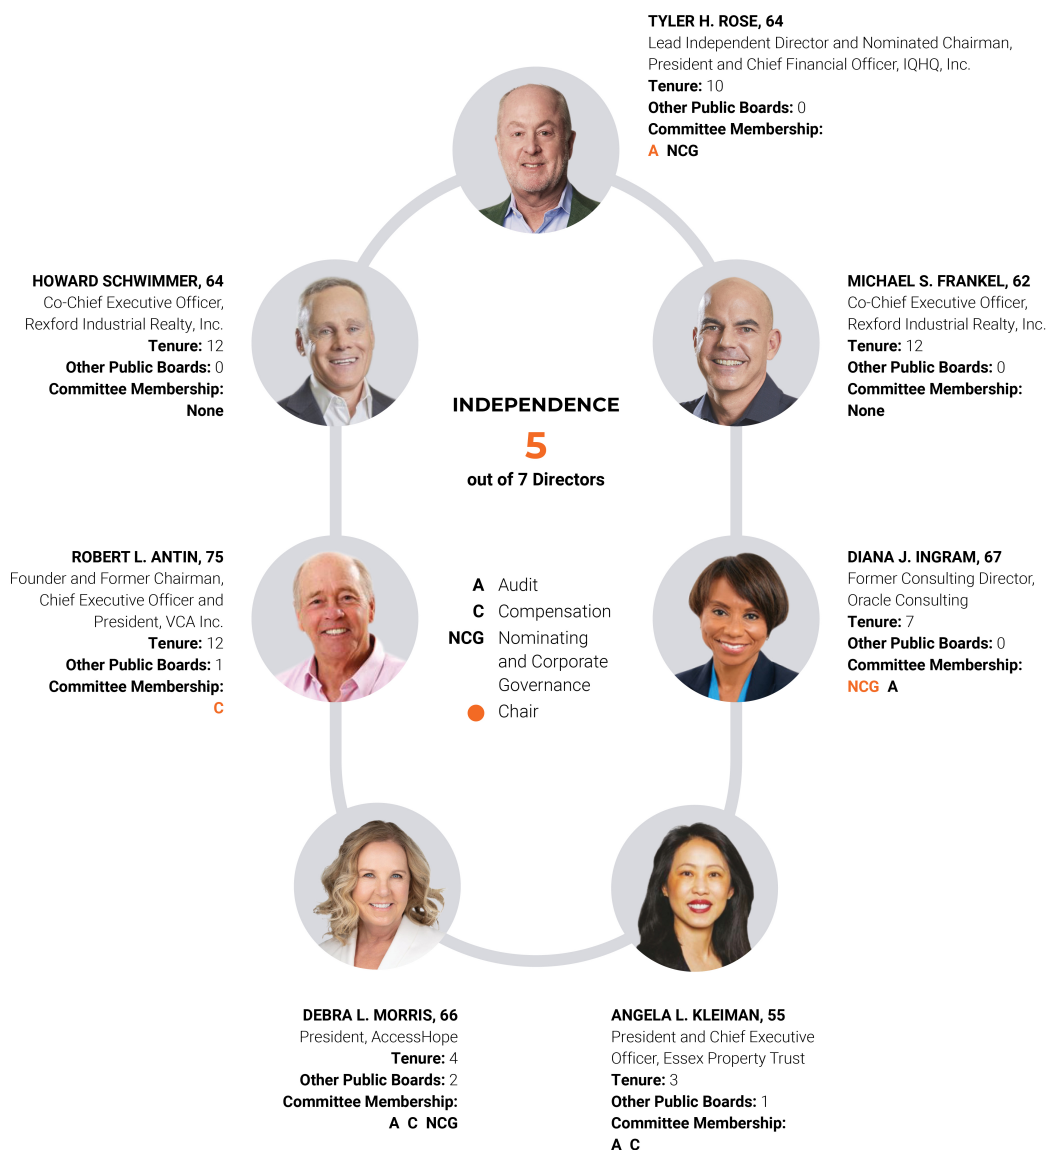 TYLER H. ROSE, 64
Lead Independent Director and Nominated Chairman,
President and Chief Financial Officer, IQHQ, Inc.
Tenure: 10
Other Public Boards: 0
Committee Membership:
A NCG
HOWARD SCHWIMMER, 64
Co-Chief Executive Officer,
Rexford Industrial Realty, Inc.
Tenure: 12
Other Public Boards: 0
Committee Membership:
None
MICHAEL S. FRANKEL, 62
Co-Chief Executive Officer,
Rexford Industrial Realty, Inc.
Tenure: 12
Other Public Boards: 0
Committee Membership:
None
INDEPENDENCE
5
out of 7 Directors
ROBERT L. ANTIN, 75
Founder and Former Chairman,
Chief Executive Officer and
President, VCA Inc.
Tenure: 12
Other Public Boards: 1
Committee Membership:
C
A Audit
C Compensation
NCG Nominating
and Corporate
Governance
Chair
DIANA J. INGRAM, 67
Former Consulting Director,
Oracle Consulting
Tenure: 7
Other Public Boards: 0
Committee Membership:
NCG A
DEBRA L. MORRIS, 66
President, AccessHope
Tenure: 4
Other Public Boards: 2
Committee Membership:
A C NCG
ANGELA L. KLEIMAN, 55
President and Chief Executive
Officer, Essex Property Trust
Tenure: 3
Other Public Boards: 1
Committee Membership:
A C